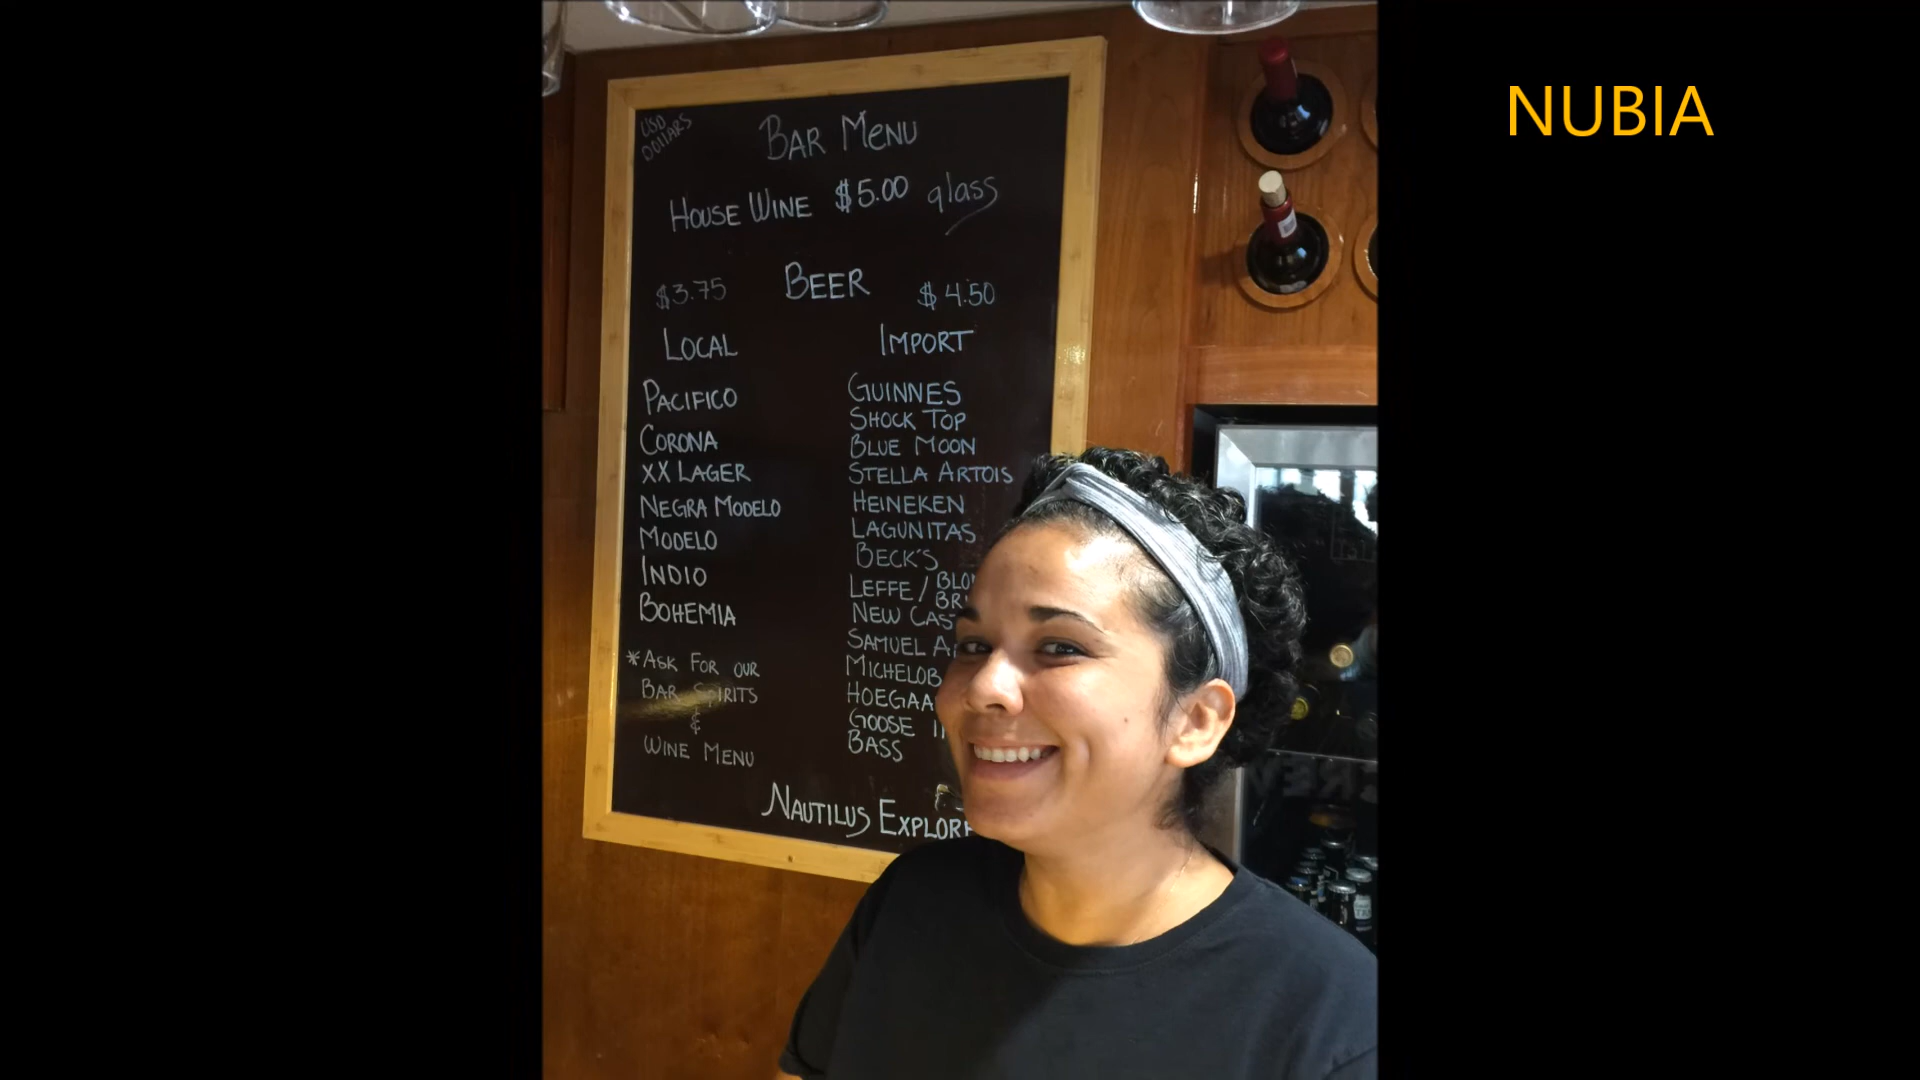 NUBIA
USD
DOLLARS
BAR MENU
HOUSE WINE $5.00 glass
BEER
$3.75
$4.50
LOCAL
IMPORT
PACIFICO
CORONA
XX LAGER
NEGRA MODELO
MODELO
INDIO
BOHEMIA
*ASK FOR OUR
BAR SPIRITS
&
WINE MENU
GUINNES
SHOCK TOP
BLUE MOON
STELLA ARTOIS
HEINEKEN
LAGUNITAS
BECK'S
LEFFE /
NEW
SAMUEL
MICHELOB
GOOSE
BASS
NAUTILUS